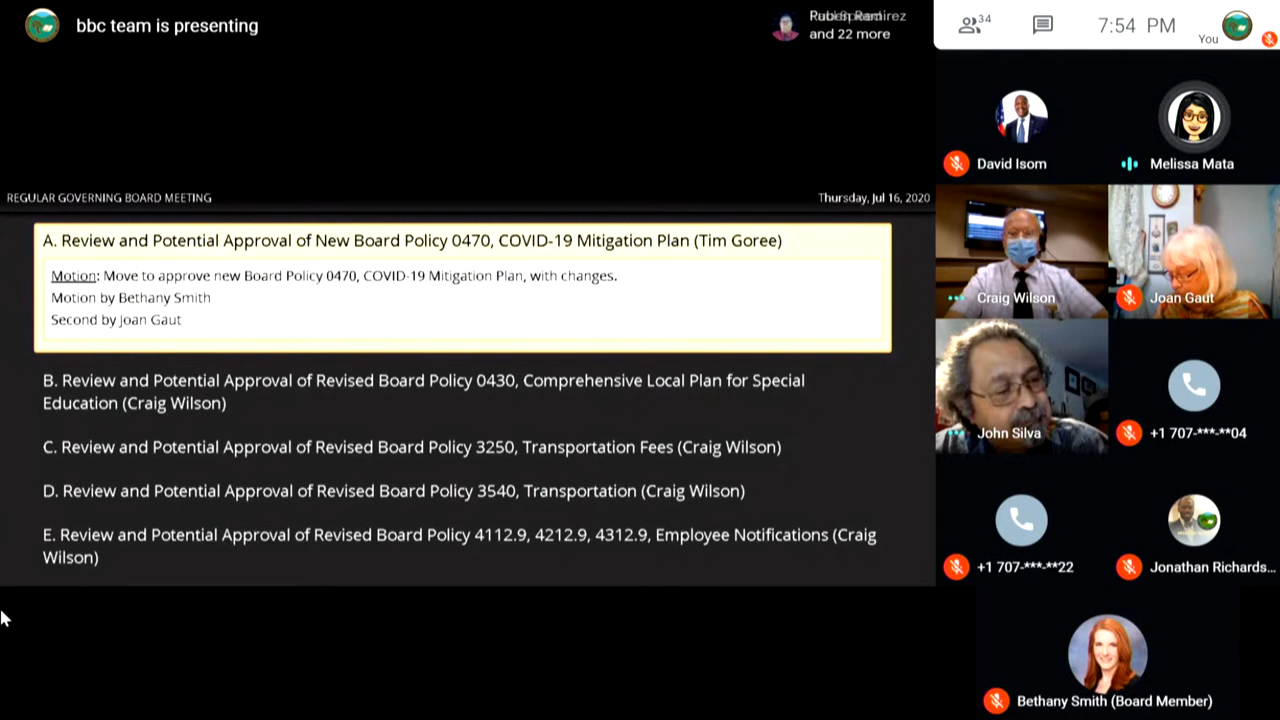 bbc team is presenting
Ruben Ramirez
and 22 more
34
7:54 PM
You
David Isom
Melissa Mata
REGULAR GOVERNING BOARD MEETING
Thursday, Jul 16, 2020
A. Review and Potential Approval of New Board Policy 0470, COVID-19 Mitigation Plan (Tim Goree)
Motion: Move to approve new Board Policy 0470, COVID-19 Mitigation Plan, with changes.
Motion by Bethany Smith
Second by Joan Gaut
Craig Wilson
Joan Gaut
B. Review and Potential Approval of Revised Board Policy 0430, Comprehensive Local Plan for Special
Education (Craig Wilson)
C. Review and Potential Approval of Revised Board Policy 3250, Transportation Fees (Craig Wilson)
D. Review and Potential Approval of Revised Board Policy 3540, Transportation (Craig Wilson)
E. Review and Potential Approval of Revised Board Policy 4112.9, 4212.9, 4312.9, Employee Notifications (Craig
Wilson)
John Silva
+1 707-***-**04
+1 707-***-**22
Jonathan Richards...
Bethany Smith (Board Member)